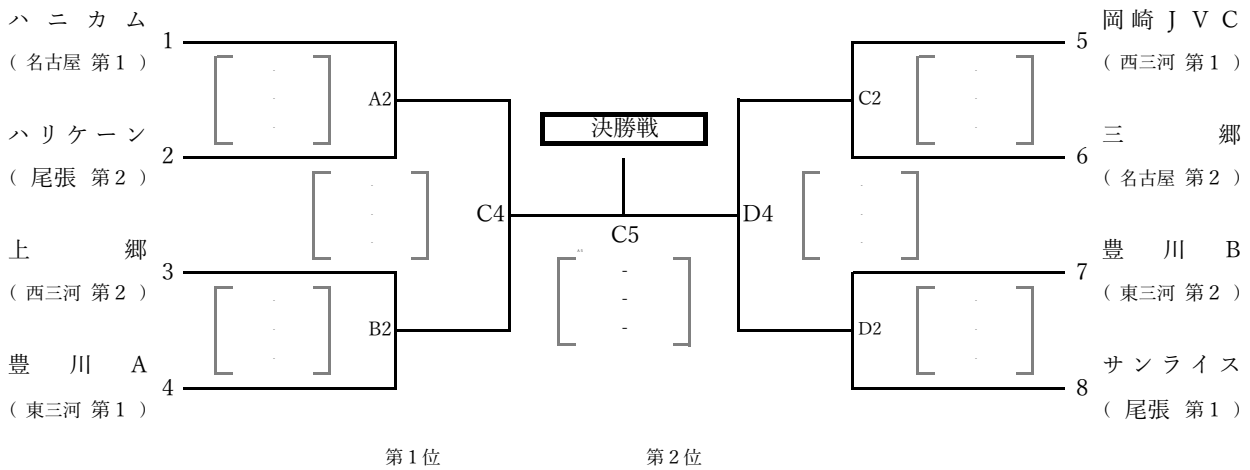 ハニカム
1
(名古屋 第1)
A2
ハリケーン
2
(尾張 第2)
C4
上郷
3
(西三河 第2)
B2
豊川A
4
(東三河 第1)
決勝戦
C5
-
-
-
岡崎JVC
5
(西三河 第1)
C2
三郷
6
(名古屋 第2)
D4
豊川B
7
(東三河 第2)
D2
サンライス
8
(尾張 第1)
第1位 第2位